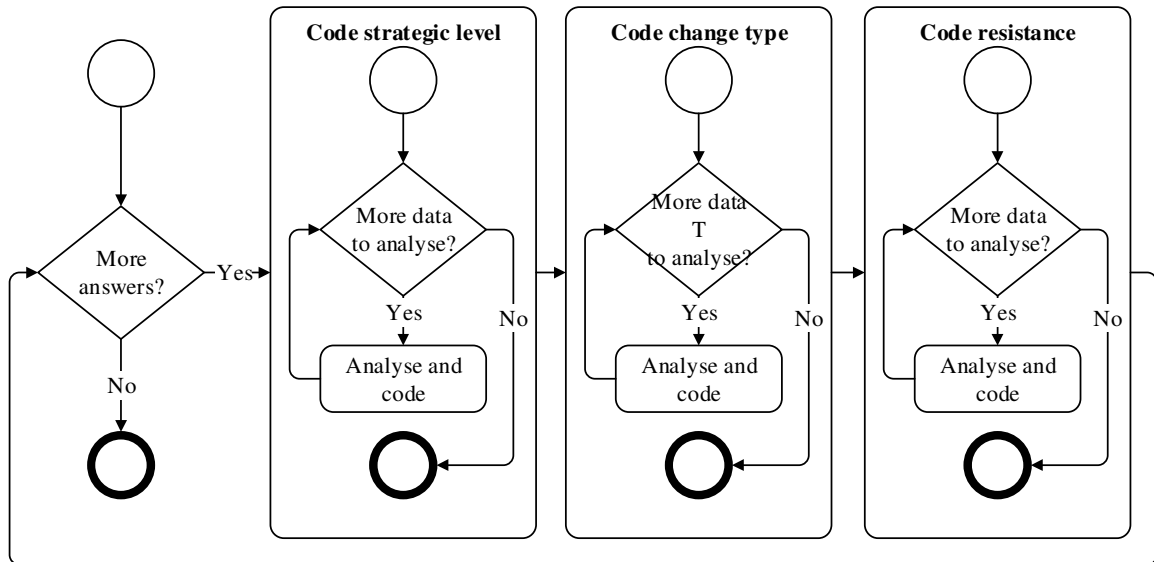 Code strategic level
Code change type
Code resistance
More
answers?
Yes
No
More data
to analyse?
Yes
No
Analyse and
code
More data
T
to analyse?
Yes
No
Analyse and
code
More data
to analyse?
Yes
No
Analyse and
code